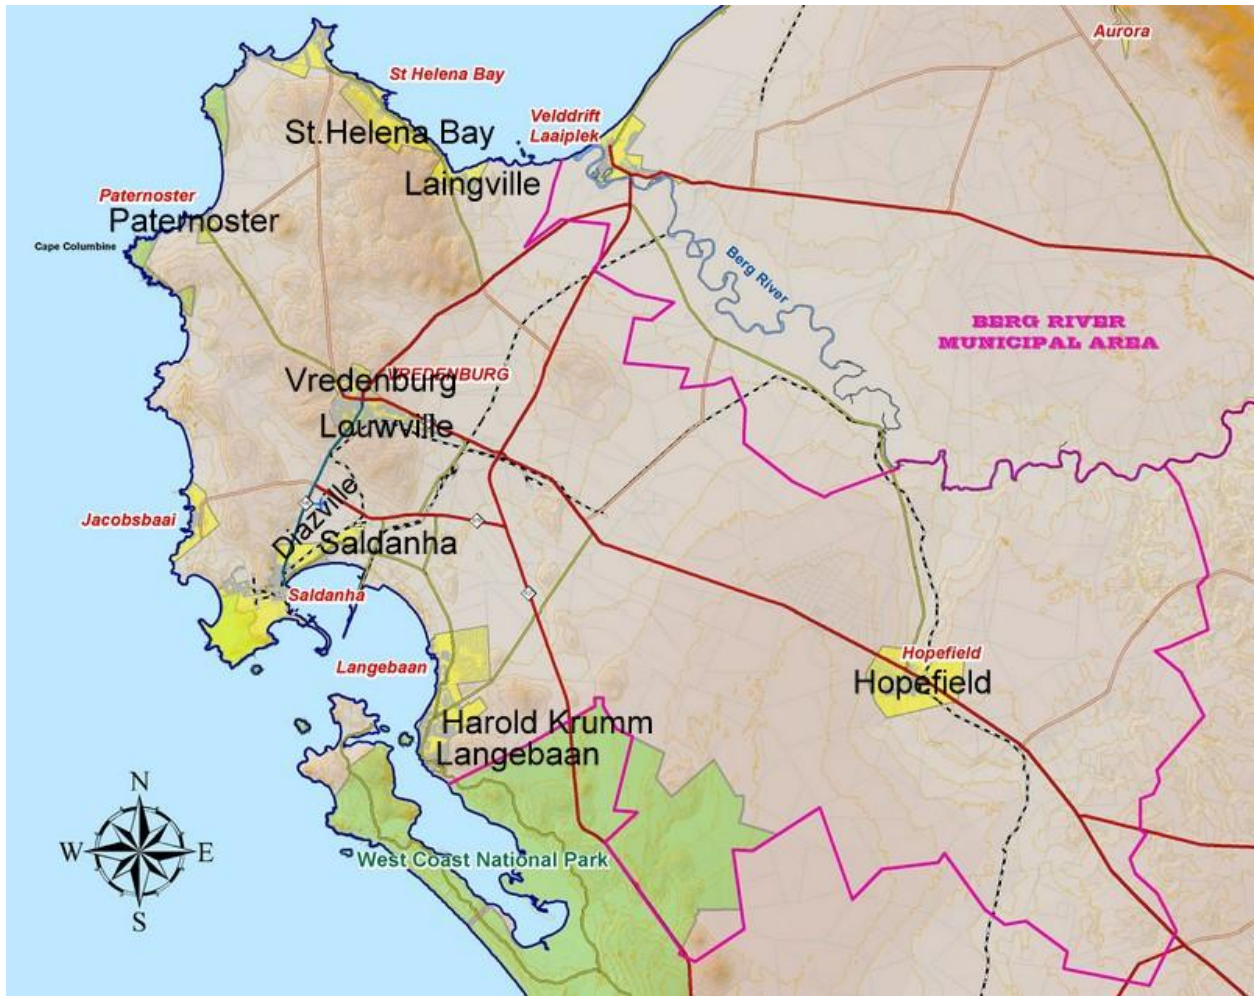 Aurora
St Helena Bay
St.Helena Bay
Velddrift
Laaiplek
Laingville
Paternoster
Paternoster
Cape Columbine
Berg River
BERG RIVER
MUNICIPAL AREA
Vredenburg
VREDENBURG
Louwville
Diazville
Jacobsbaai
Saldanha
Saldanha
Langebaan
Hopefield
Hopefield
Harold Krumm
Langebaan
West Coast National Park
N
W
E
S